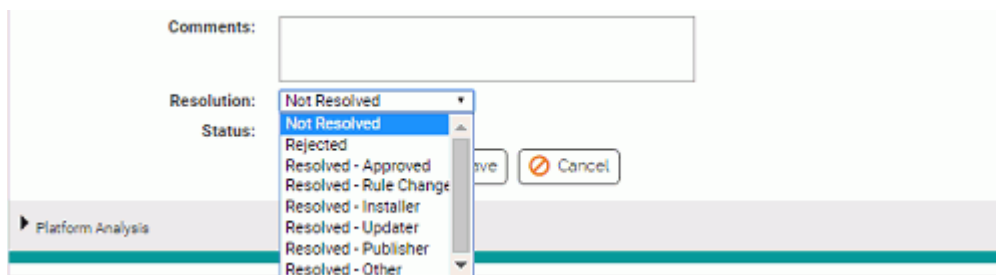 Comments:
Resolution: Not Resolved
Not Resolved
Status:
Rejected
Resolved - Approved
ave Cancel
Resolved - Rule Change
Resolved - Installer
Platform Analysis
Resolved - Updater
Resolved - Publisher
Resolved - Other